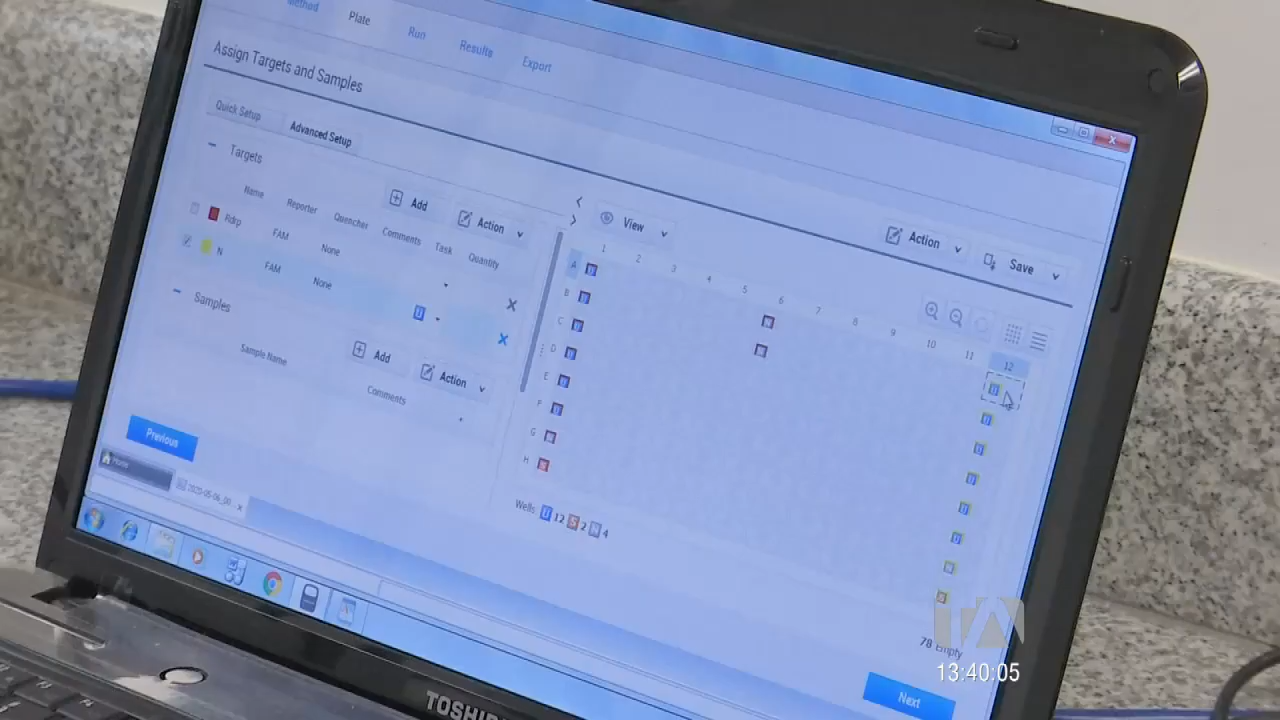 Method Plate Run Results Export
Assign Targets and Samples
Quick Setup Advanced Setup
Targets
Add Action
Name Reporter Quencher Comments Task Quantity
Rdrp FAM None
N FAM None U
Samples
Add Action
Sample Name Comments
Previous
Home
View Action Save
1 2 3 4 5 6 7 8 9 10 11 12
A
B
C
D
E
F
G
H
Wells U 12 S 2 N 4
78 Empty
Next
ITA
13:40:05
TOSHIBA